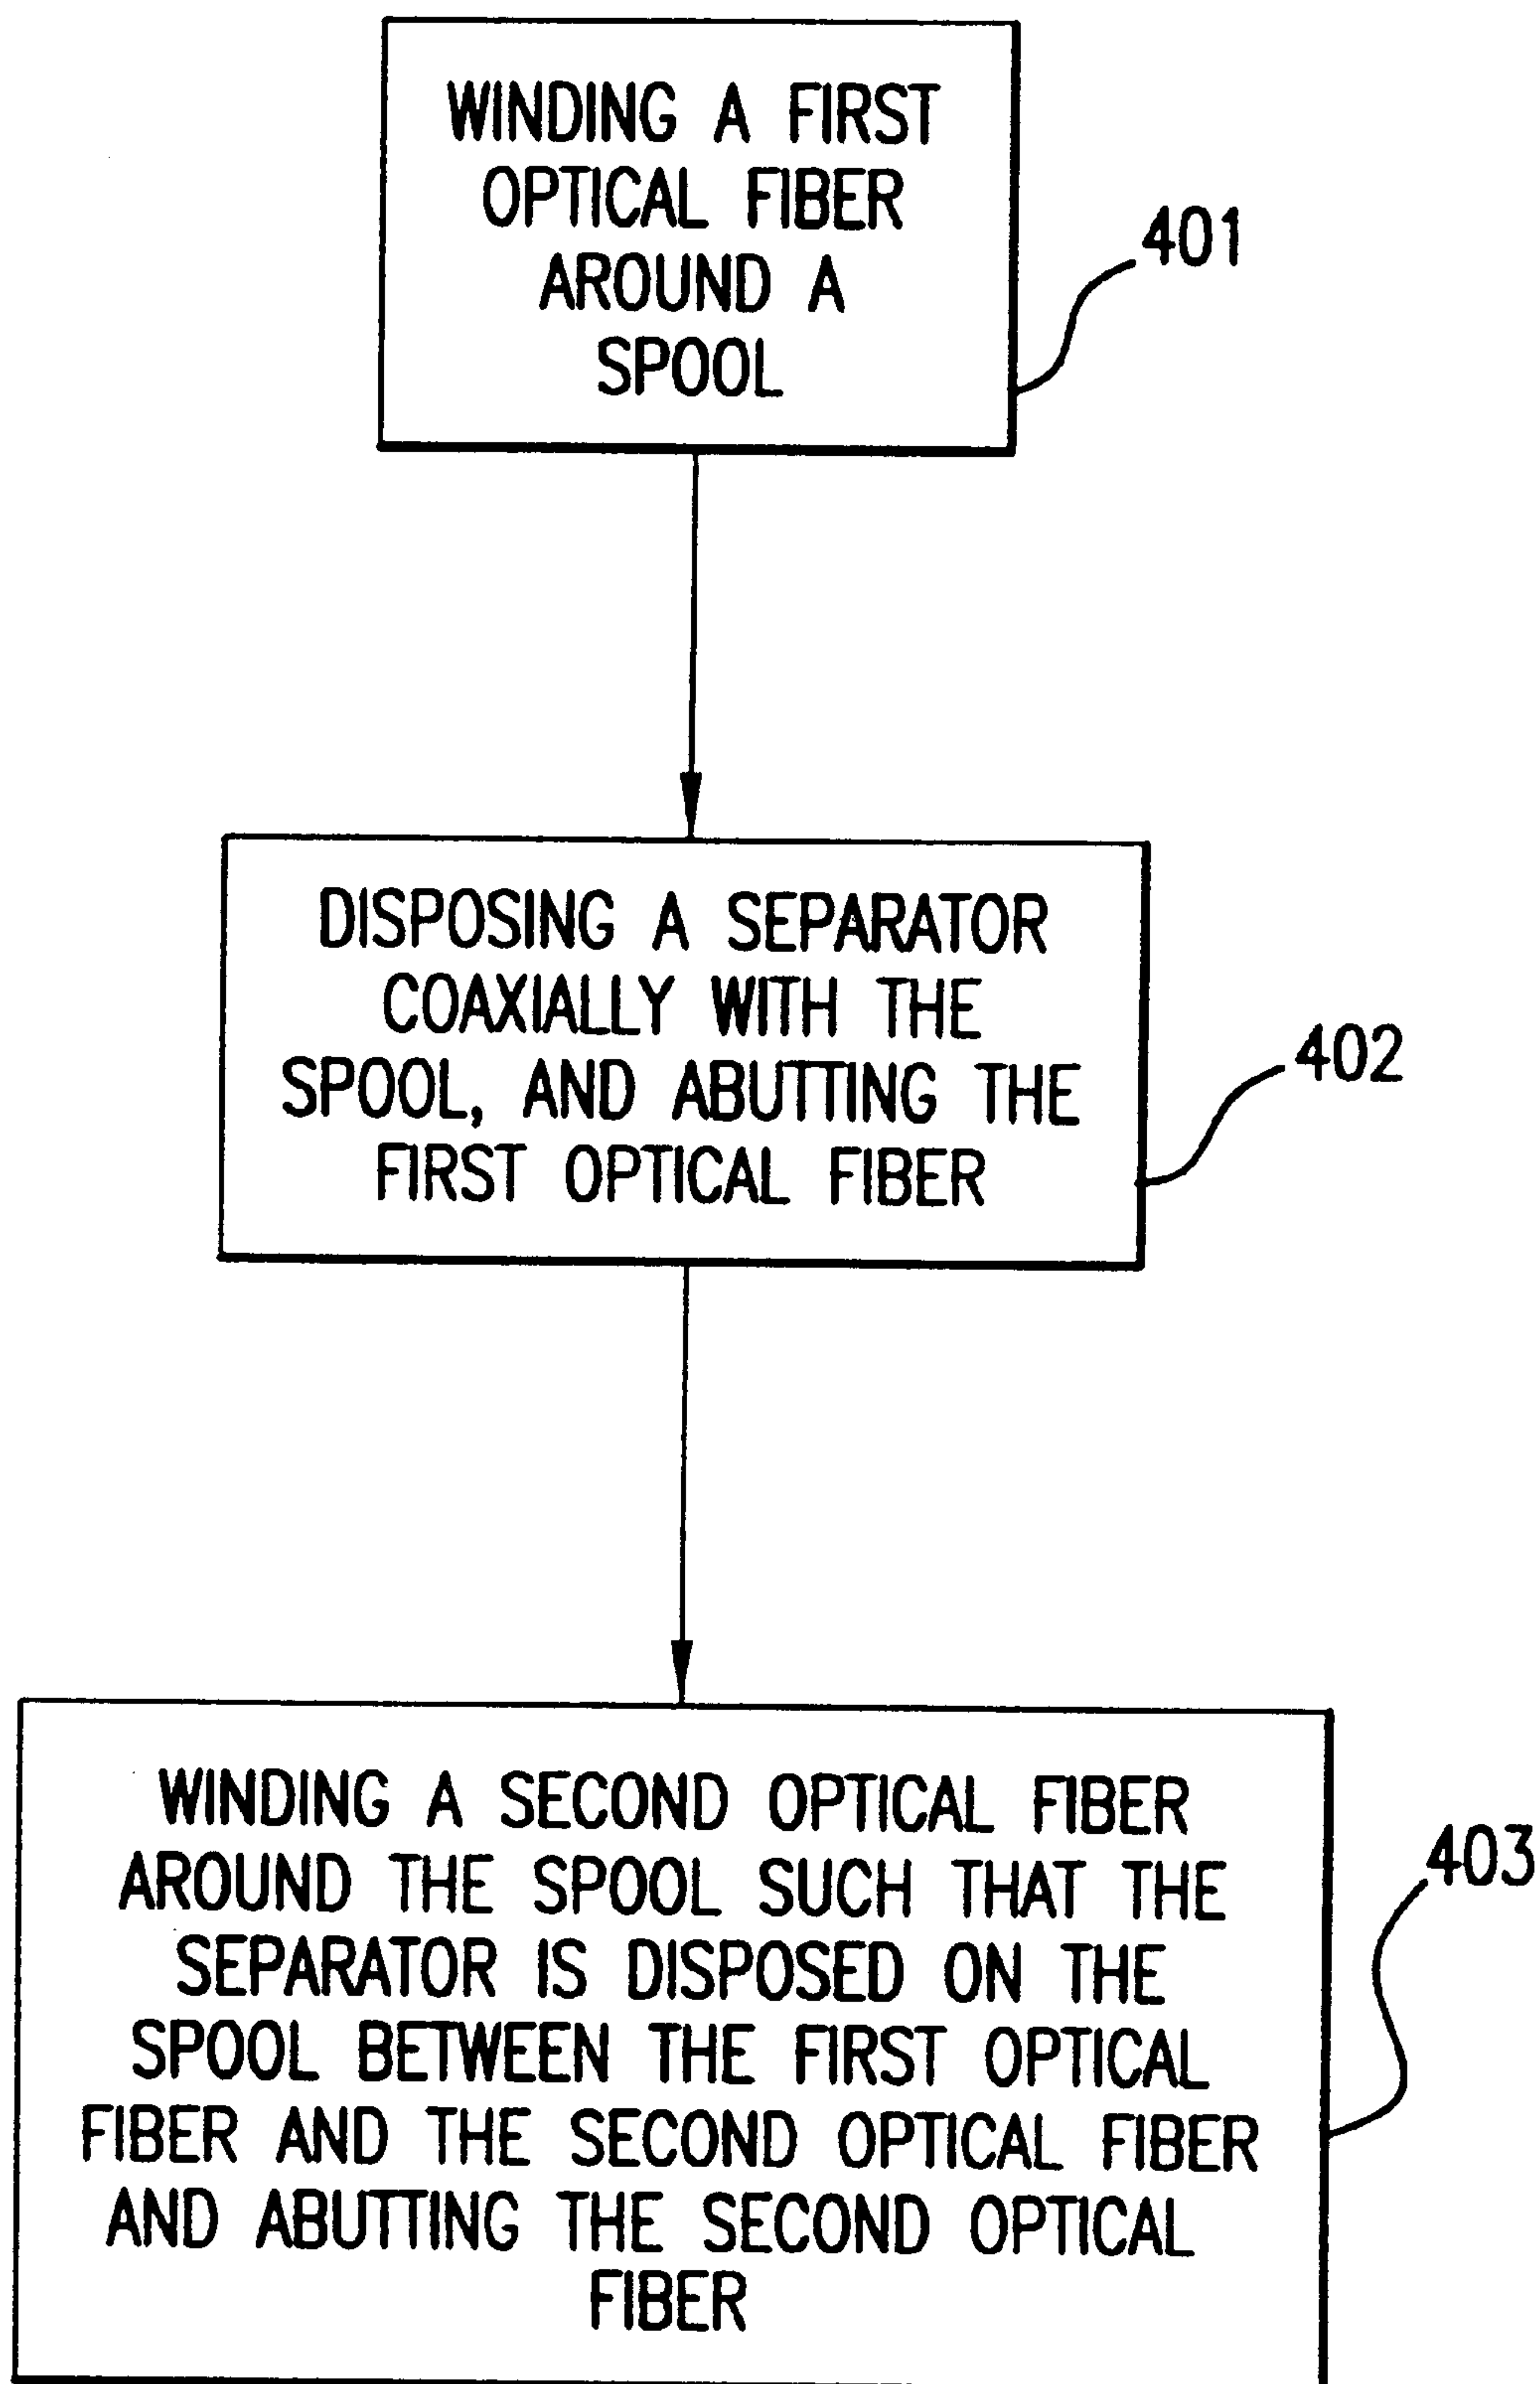 WINDING A FIRST
OPTICAL FIBER
AROUND A
SPOOL
401
DISPOSING A SEPARATOR
COAXIALLY WITH THE
SPOOL, AND ABUTTING THE
FIRST OPTICAL FIBER
402
WINDING A SECOND OPTICAL FIBER
AROUND THE SPOOL SUCH THAT THE
SEPARATOR IS DISPOSED ON THE
SPOOL BETWEEN THE FIRST OPTICAL
FIBER AND THE SECOND OPTICAL FIBER
AND ABUTTING THE SECOND OPTICAL
FIBER
403